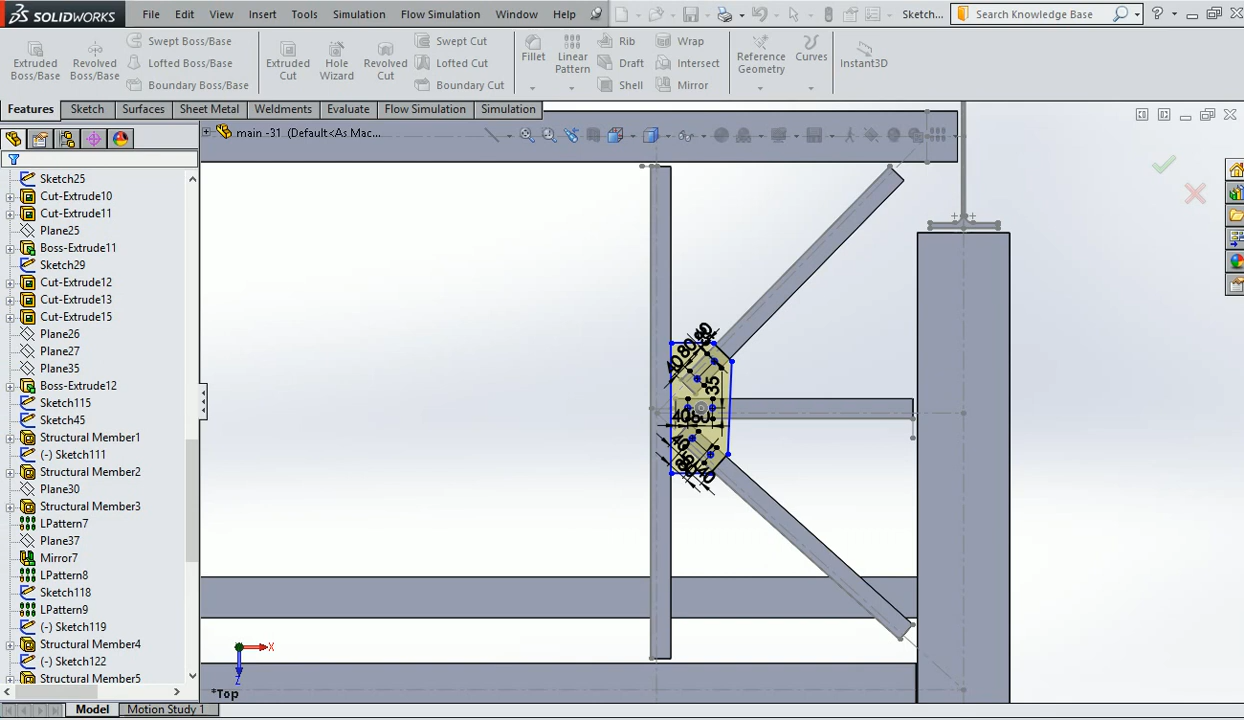 SOLIDWORKS File Edit View Insert Tools Simulation Flow Simulation Window Help Sketch... Search Knowledge Base ?
Extruded Boss/Base
Revolved Boss/Base
Swept Boss/Base
Lofted Boss/Base
Boundary Boss/Base
Extruded Cut
Hole Wizard
Revolved Cut
Swept Cut
Lofted Cut
Boundary Cut
Fillet
Linear Pattern
Rib
Draft
Shell
Wrap
Intersect
Mirror
Reference Geometry
Curves
Instant3D
Features Sketch Surfaces Sheet Metal Weldments Evaluate Flow Simulation Simulation
main -31 (Default<As Mac...
Sketch25
Cut-Extrude10
Cut-Extrude11
Plane25
Boss-Extrude11
Sketch29
Cut-Extrude12
Cut-Extrude13
Cut-Extrude15
Plane26
Plane27
Plane35
Boss-Extrude12
Sketch115
Sketch45
Structural Member1
(-) Sketch111
Structural Member2
Plane30
Structural Member3
LPattern7
Plane37
Mirror7
LPattern8
Sketch118
LPattern9
(-) Sketch119
Structural Member4
(-) Sketch122
Structural Member5
80
40
35
40
40
X
Z
*Top
Model Motion Study 1